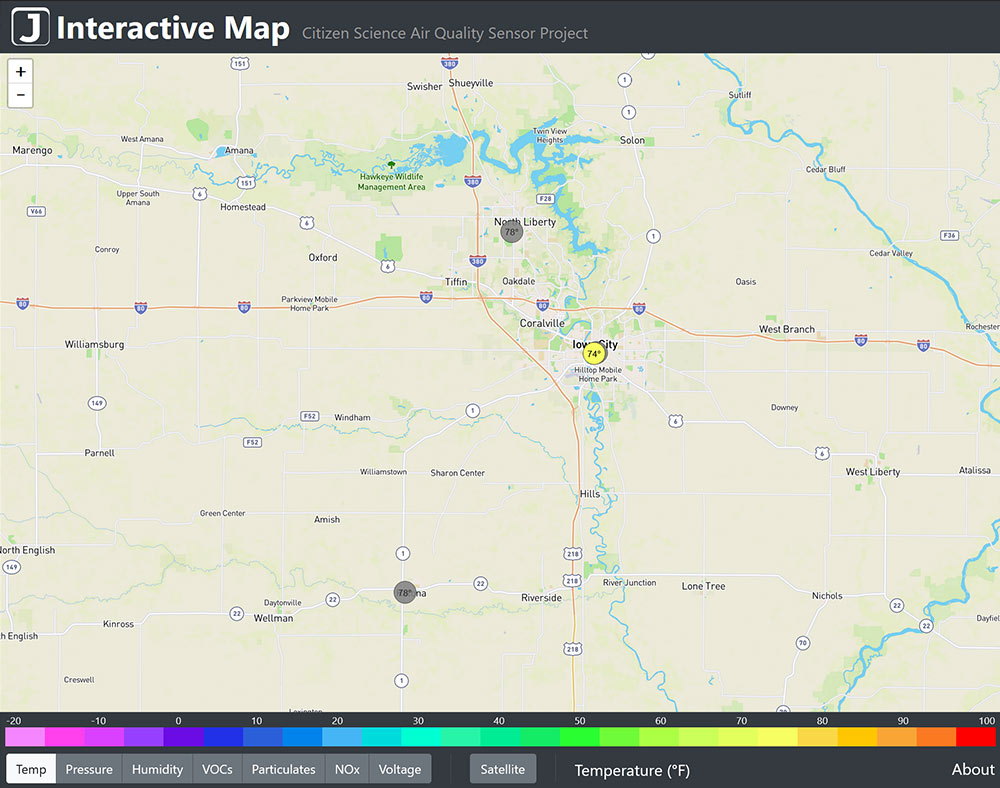 J Interactive Map Citizen Science Air Quality Sensor Project
+
−
151
380
Swisher
Shueyville
1
Sutliff
1
West Amana
Amana
Marengo
Twin View
Heights
Solon
Hawkeye Wildlife
Management Area
Cedar Bluff
380
151
Upper South
Amana
6
F28
V66
Homestead
6
North Liberty
78°
1
F36
Conroy
Oxford
6
380
Cedar Valley
Tiffin
Oakdale
Oasis
80
80
80
Parkview Mobile
Home Park
80
80
80
Coralville
West Branch
Rochester
80
80
Williamsburg
Iowa City
74°
Hilltop Mobile
Home Park
149
F52
Windham
1
Downey
6
F52
Parnell
6
Williamstown
Sharon Center
West Liberty
Atalissa
Hills
Green Center
Amish
North English
149
1
218
218
22
River Junction
Lone Tree
78°
na
Riverside
Nichols
Daytonville
22
22
Wellman
22
22
Kinross
th English
Dayfiel
218
70
Creswell
1
70
Lexington
-20 -10 0 10 20 30 40 50 60 70 80 90 100
Temp Pressure Humidity VOCs Particulates NOx Voltage Satellite Temperature (°F) About